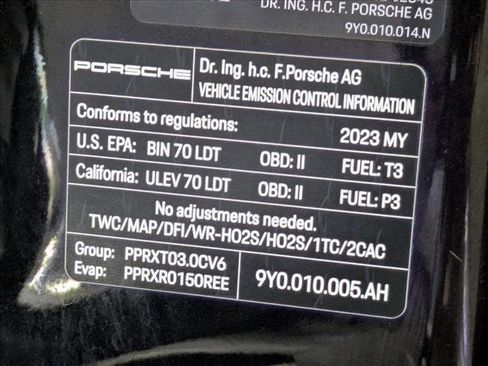 DR. ING. H.C. F. PORSCHE AG
9Y0.010.014.N
PORSCHE Dr. Ing. h.c. F.Porsche AG
VEHICLE EMISSION CONTROL INFORMATION
Conforms to regulations: 2023 MY
U.S. EPA: BIN 70 LDT OBD: II FUEL: T3
California: ULEV 70 LDT OBD: II FUEL: P3
No adjustments needed.
TWC/MAP/DFI/WR-HO2S/HO2S/1TC/2CAC
Group: PPRXT03.0CV6
Evap: PPRXR0150REE 9Y0.010.005.AH